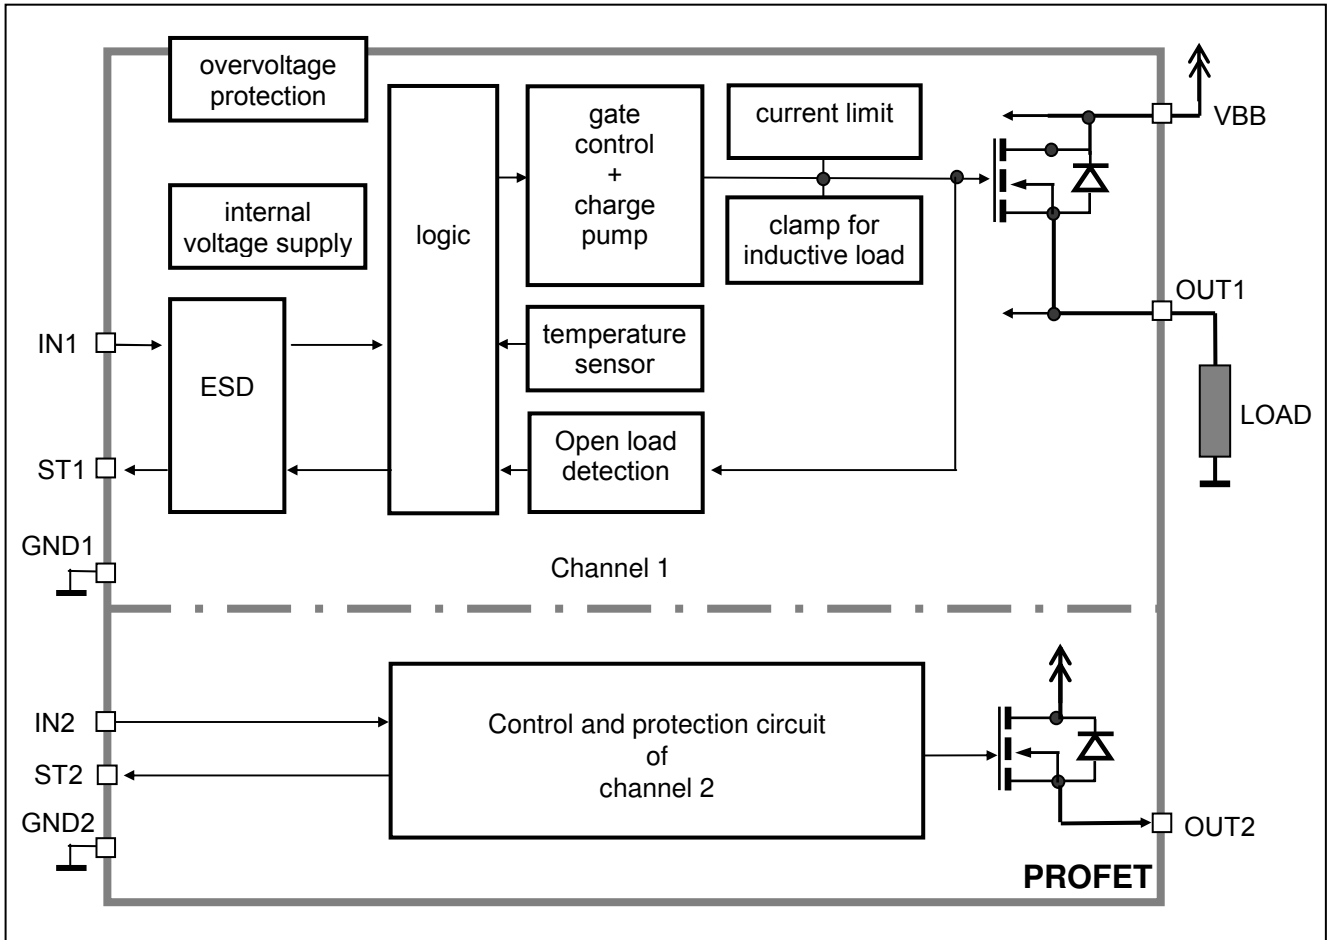 overvoltage
protection
internal
voltage supply
logic
gate
control
+
charge
pump
current limit
clamp for
inductive load
VBB
OUT1
LOAD
IN1
ESD
temperature
sensor
ST1
Open load
detection
GND1
Channel 1
IN2
ST2
GND2
Control and protection circuit
of
channel 2
OUT2
PROFET